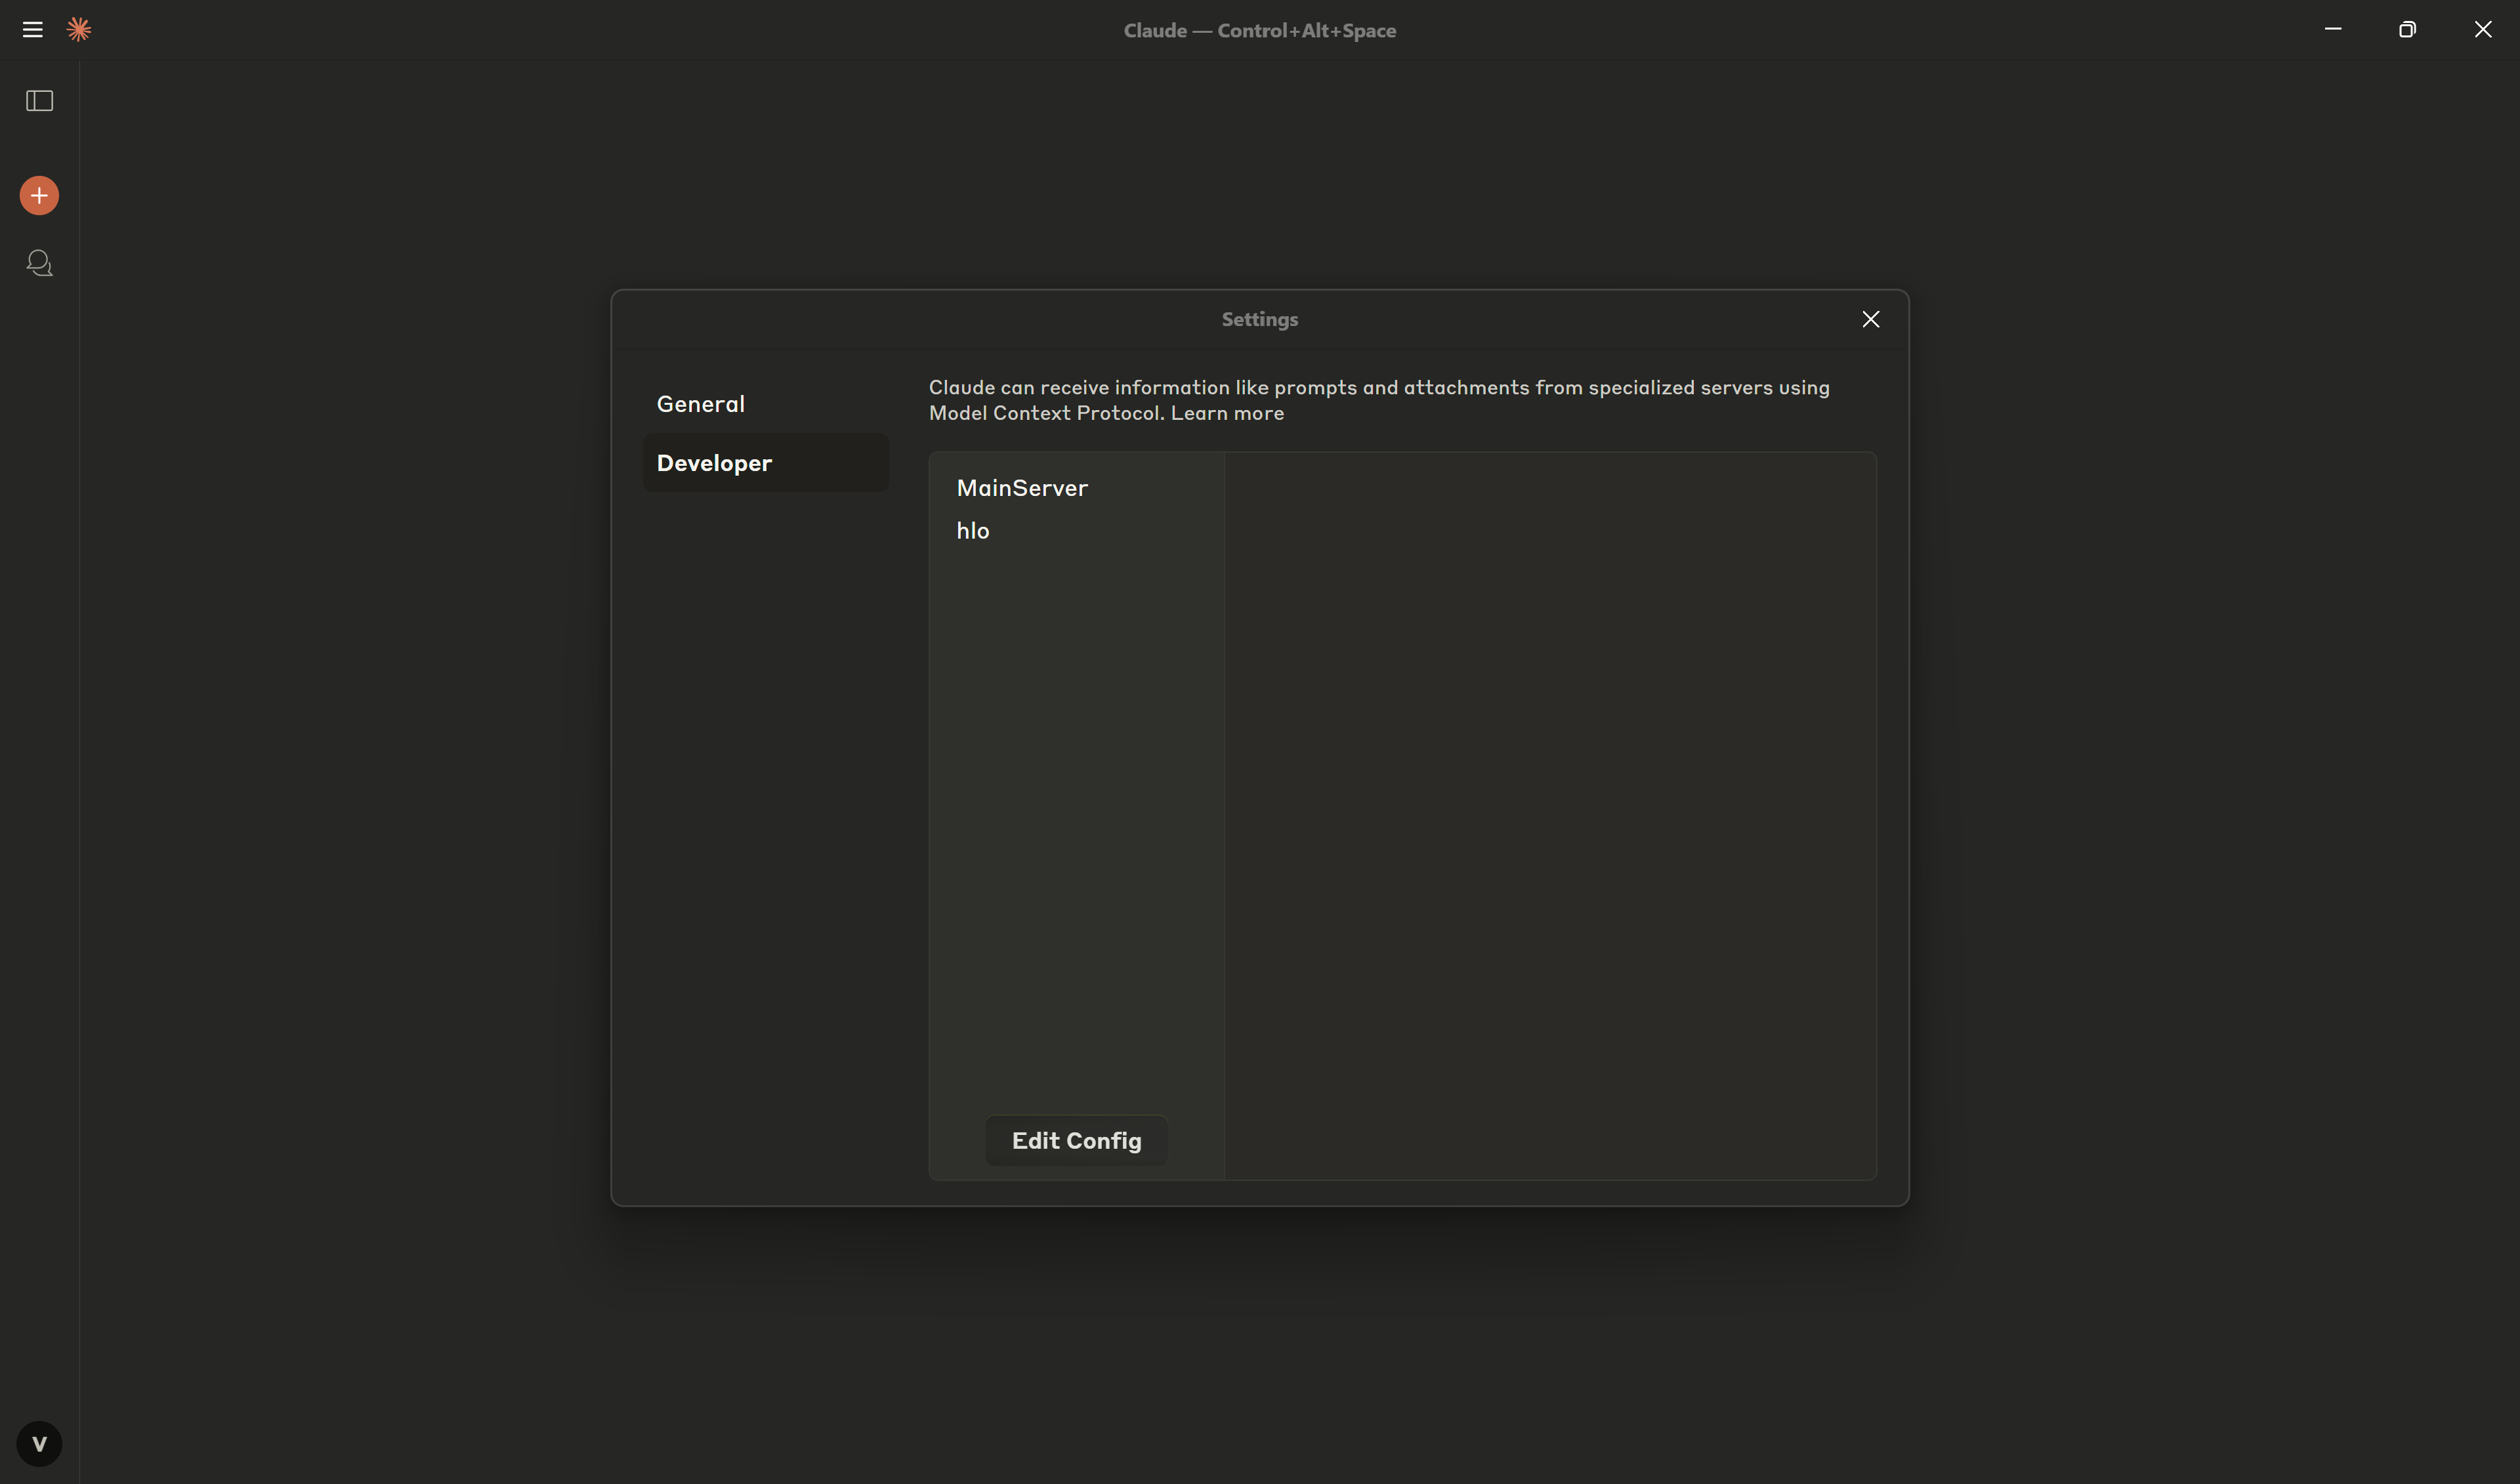 Claude — Control+Alt+Space
Settings
General
Developer
Claude can receive information like prompts and attachments from specialized servers using
Model Context Protocol. Learn more
MainServer
hlo
Edit Config
V